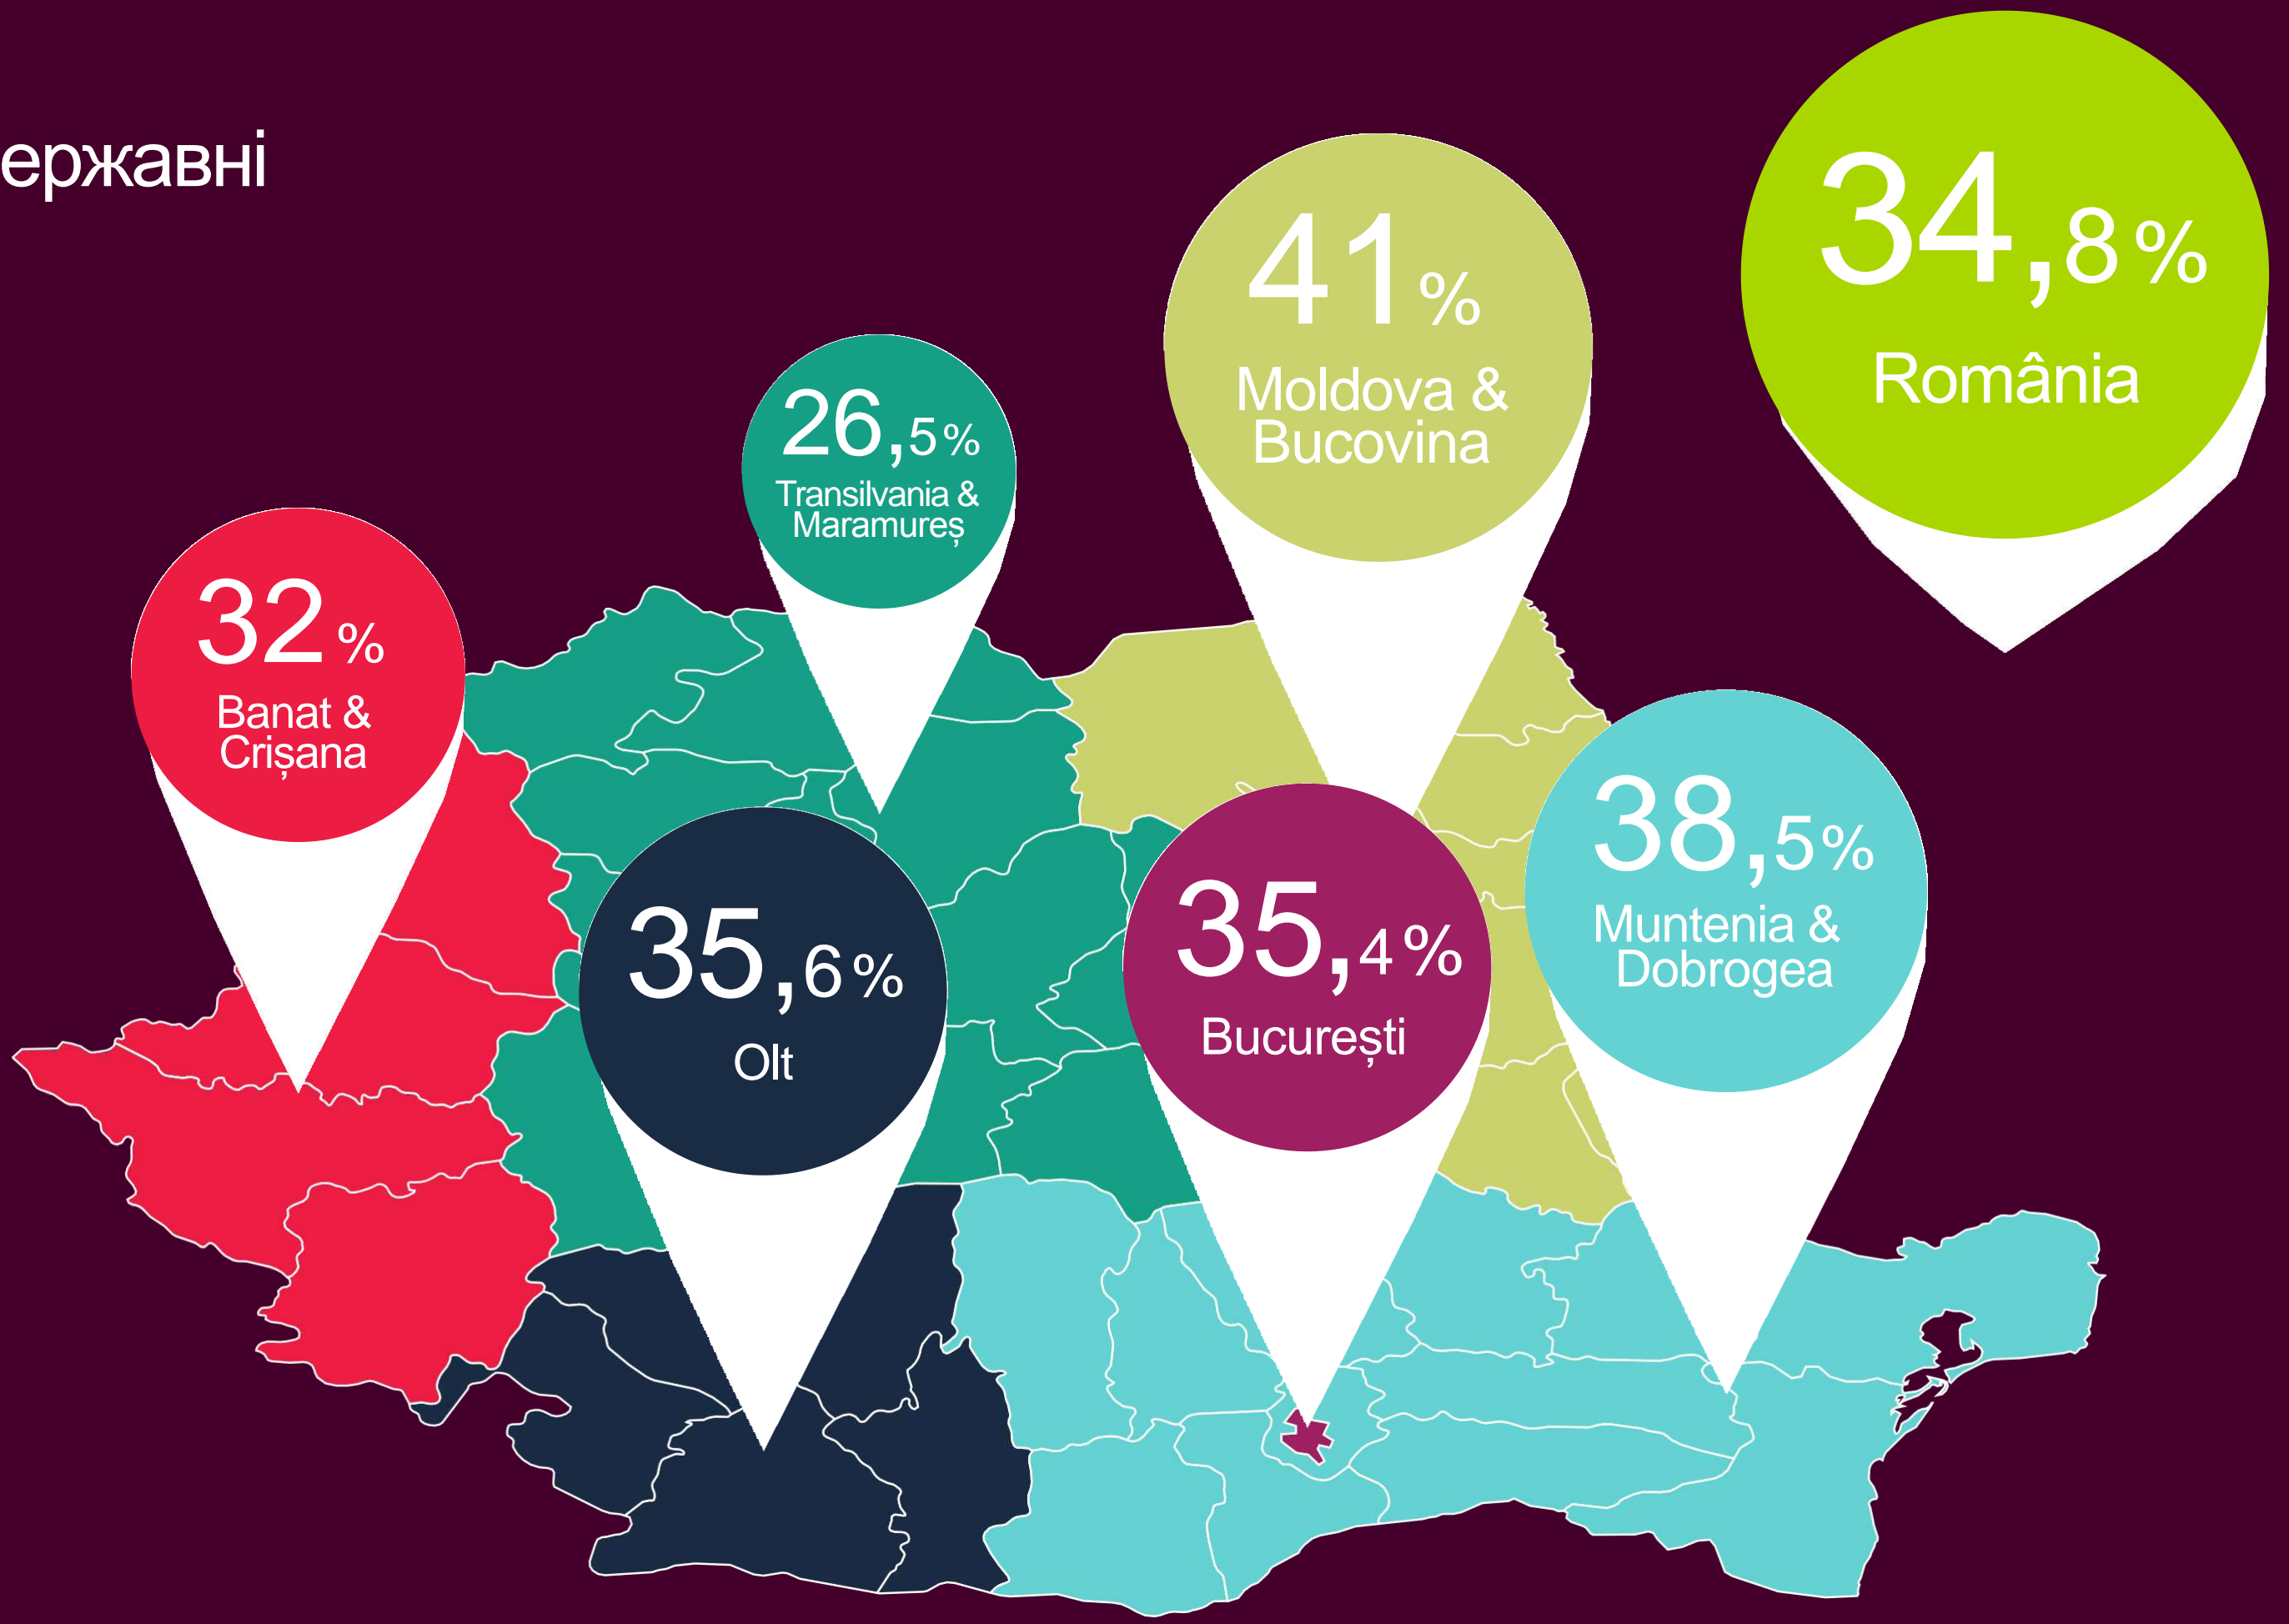 ержавні
34,8%
România
41%
Moldova &
Bucovina
26,5%
Transilvania &
Maramureș
32%
Banat &
Crișana
38,5%
Muntenia &
Dobrogea
35,6%
Olt
35,4%
București